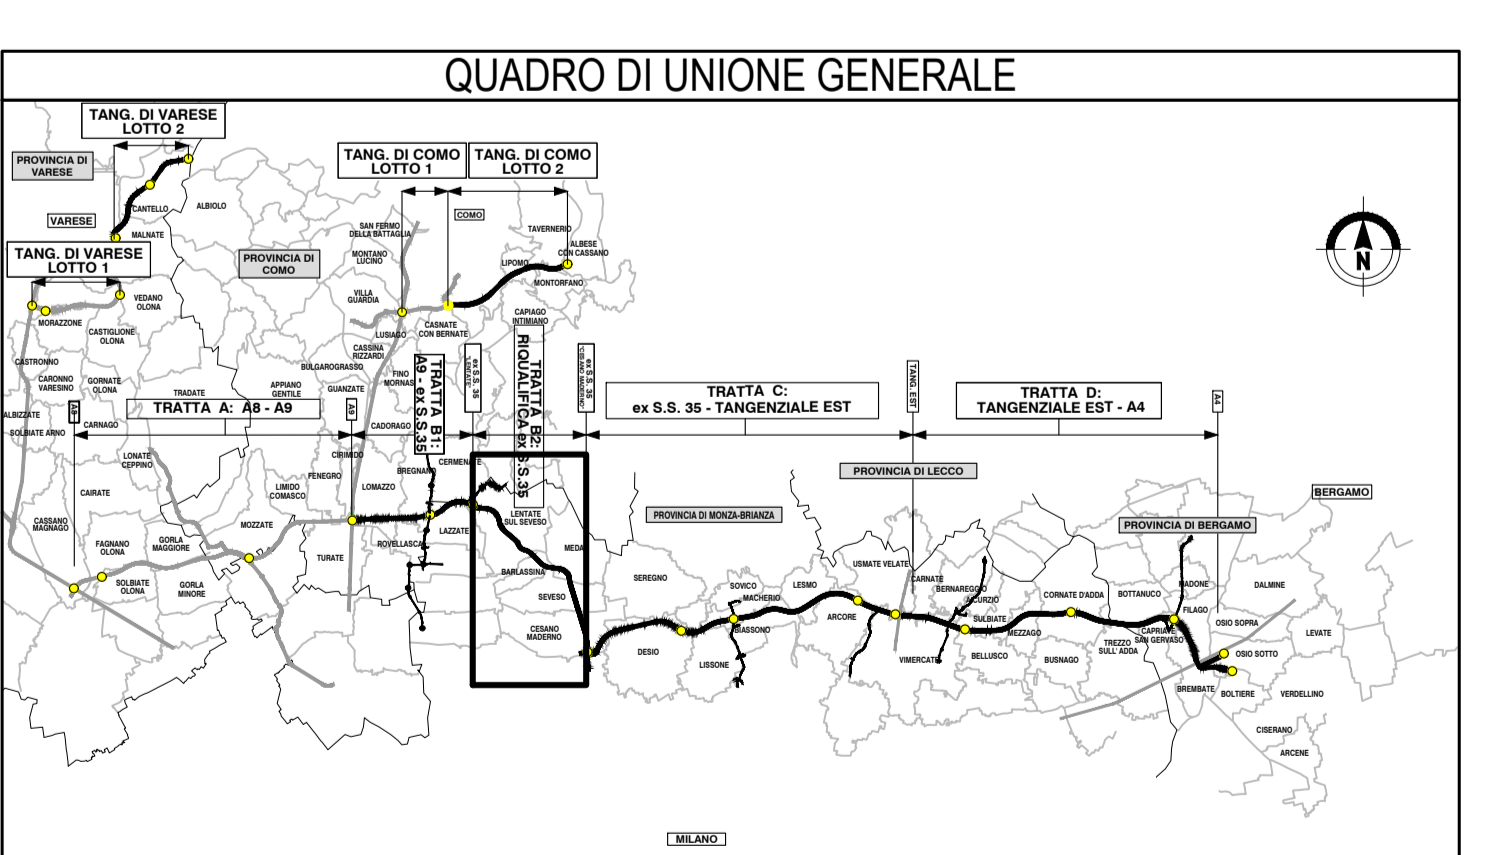 QUADRO DI UNIONE GENERALE
TANG. DI VARESE
LOTTO 2
PROVINCIA DI
VARESE
VARESE
CANTELLO
ALBIOLO
MALNATE
TANG. DI VARESE
LOTTO 1
VEDANO
OLONA
MORAZZONE
CASTIGLIONE
OLONA
PROVINCIA DI
COMO
TANG. DI COMO
LOTTO 1
TANG. DI COMO
LOTTO 2
COMO
SAN FERMO
DELLA BATTAGLIA
MONTANO
LUCINO
VILLA
GUARDIA
TAVERNERIO
ALBESE
CON CASSANO
LIPOMO
MONTORFANO
CAPIAGO
INTIMIANO
CASNATE
CON BERNATE
LUSIAGO
CASSINA
RIZZARDI
BULGAROGRASSO
FINO
MORNAS
CASTRONNO
CARONNO
VARESINO
GORNATE
OLONA
TRADATE
APPIANO
GENTILE
GUANZATE
ALBIZZATE
SOLBIATE ARNO
CARNAGO
CADORAGO
A8
TRATTA A: A8 - A9
A9
TRATTA B1:
A9 - ex S.S.35
ex S.S. 35
"LENTATE"
TRATTA B2:
RIQUALIFICA ex S.S.35
ex S.S. 35
"CESANO MADERNO"
TRATTA C:
ex S.S. 35 - TANGENZIALE EST
TANG. EST
TRATTA D:
TANGENZIALE EST - A4
A4
LONATE
CEPPINO
CIRIMIDO
FENEGRO
LIMIDO
COMASCO
LOMAZZO
BREGNANO
CERMENATE
CAIRATE
CASSANO
MAGNAGO
FAGNANO
OLONA
GORLA
MAGGIORE
MOZZATE
TURATE
ROVELLASCA
LAZZATE
LENTATE
SUL SEVESO
MEDA
SOLBIATE
OLONA
GORLA
MINORE
BARLASSINA
SEVESO
CESANO
MADERNO
PROVINCIA DI LECCO
PROVINCIA DI MONZA-BRIANZA
BERGAMO
PROVINCIA DI BERGAMO
SEREGNO
DESIO
LISSONE
SOVICO
MACHERIO
BIASSONO
LESMO
ARCORE
USMATE VELATE
CARNATE
BERNAREGGIO
AICURZIO
SULBIATE
MEZZAGO
VIMERCATE
BELLUSCO
BUSNAGO
CORNATE D'ADDA
BOTTANUCO
MADONE
FILAGO
CAPRIATE
SAN GERVASO
TREZZO
SULL' ADDA
DALMINE
OSIO SOPRA
LEVATE
OSIO SOTTO
BREMBATE
BOLTIERE
VERDELLINO
CISERANO
ARCENE
N
MILANO